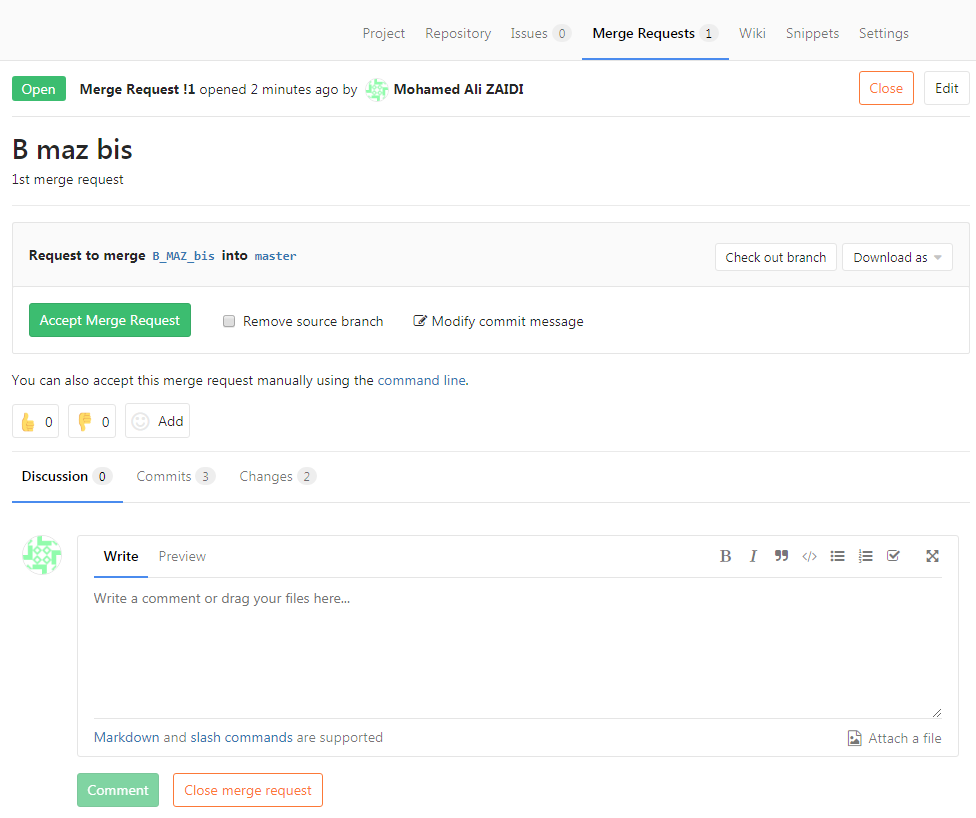 Project Repository Issues 0 Merge Requests 1 Wiki Snippets Settings
Open Merge Request !1 opened 2 minutes ago by Mohamed Ali ZAIDI Close Edit
B maz bis
1st merge request
Request to merge B_MAZ_bis into master Check out branch Download as
Accept Merge Request Remove source branch Modify commit message
You can also accept this merge request manually using the command line.
0 0 Add
Discussion 0 Commits 3 Changes 2
Write Preview B I
Write a comment or drag your files here...
Markdown and slash commands are supported Attach a file
Comment Close merge request